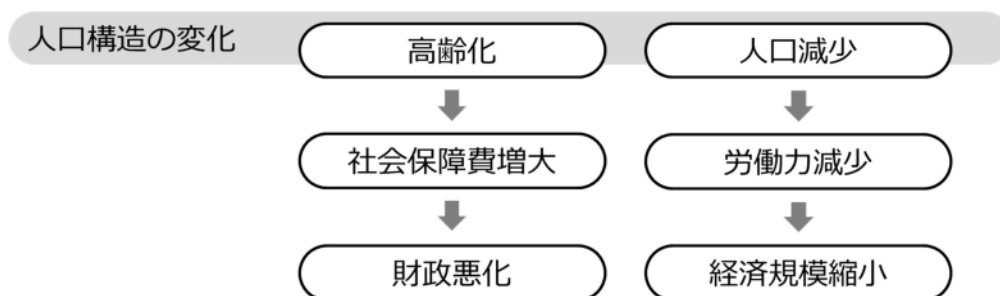 人口構造の変化
高齢化
人口減少
社会保障費増大
労働力減少
財政悪化
経済規模縮小